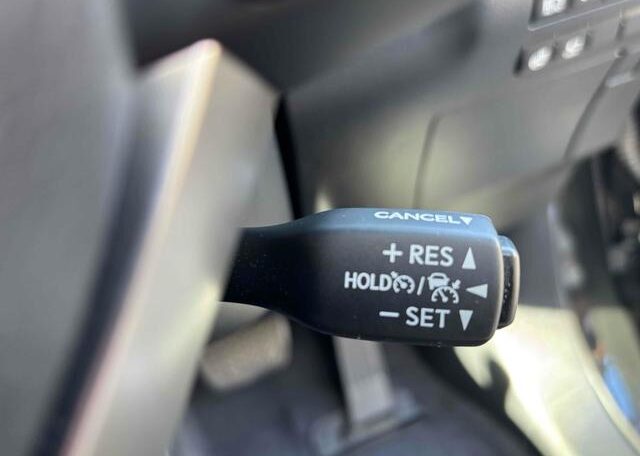 CANCEL▼
+ RES ▲
HOLD / ◀
− SET ▼